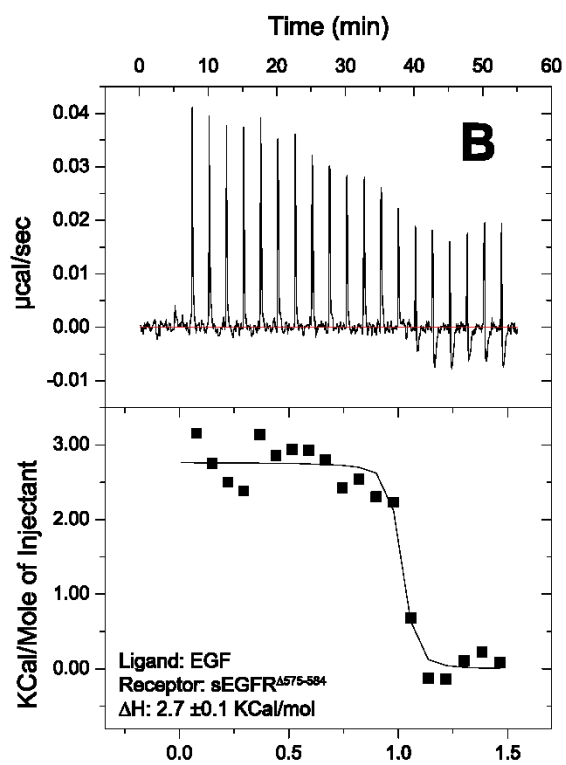 Time (min)
0 10 20 30 40 50 60
B
µcal/sec
0.04
0.03
0.02
0.01
0.00
-0.01
KCal/Mole of Injectant
3.00
2.00
1.00
0.00
Ligand: EGF
Receptor: sEGFR^Δ575-584
ΔH: 2.7 ±0.1 KCal/mol
0.0 0.5 1.0 1.5